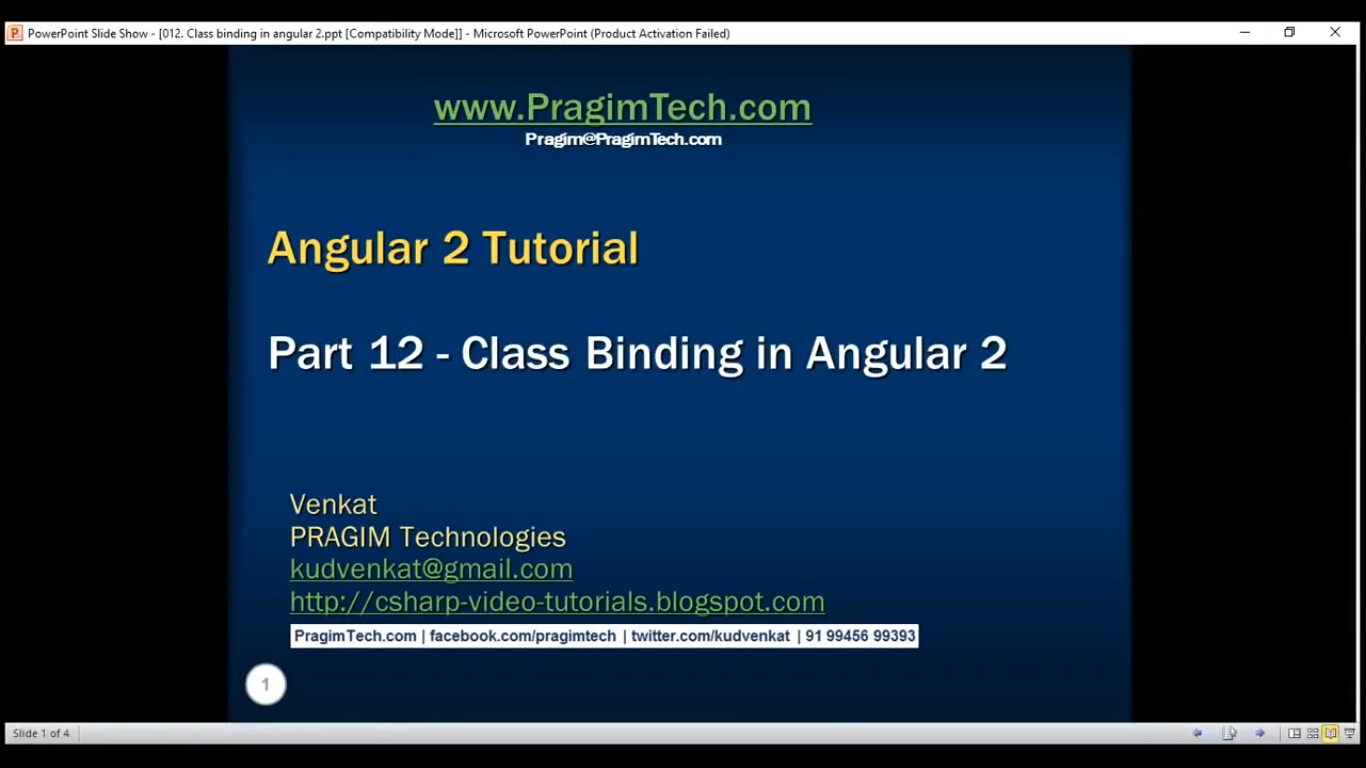 PowerPoint Slide Show - [012. Class binding in angular 2.ppt [Compatibility Mode]] - Microsoft PowerPoint (Product Activation Failed)
www.PragimTech.com
Pragim@PragimTech.com
Angular 2 Tutorial
Part 12 - Class Binding in Angular 2
Venkat
PRAGIM Technologies
kudvenkat@gmail.com
http://csharp-video-tutorials.blogspot.com
PragimTech.com | facebook.com/pragimtech | twitter.com/kudvenkat | 91 99456 99393
1
Slide 1 of 4